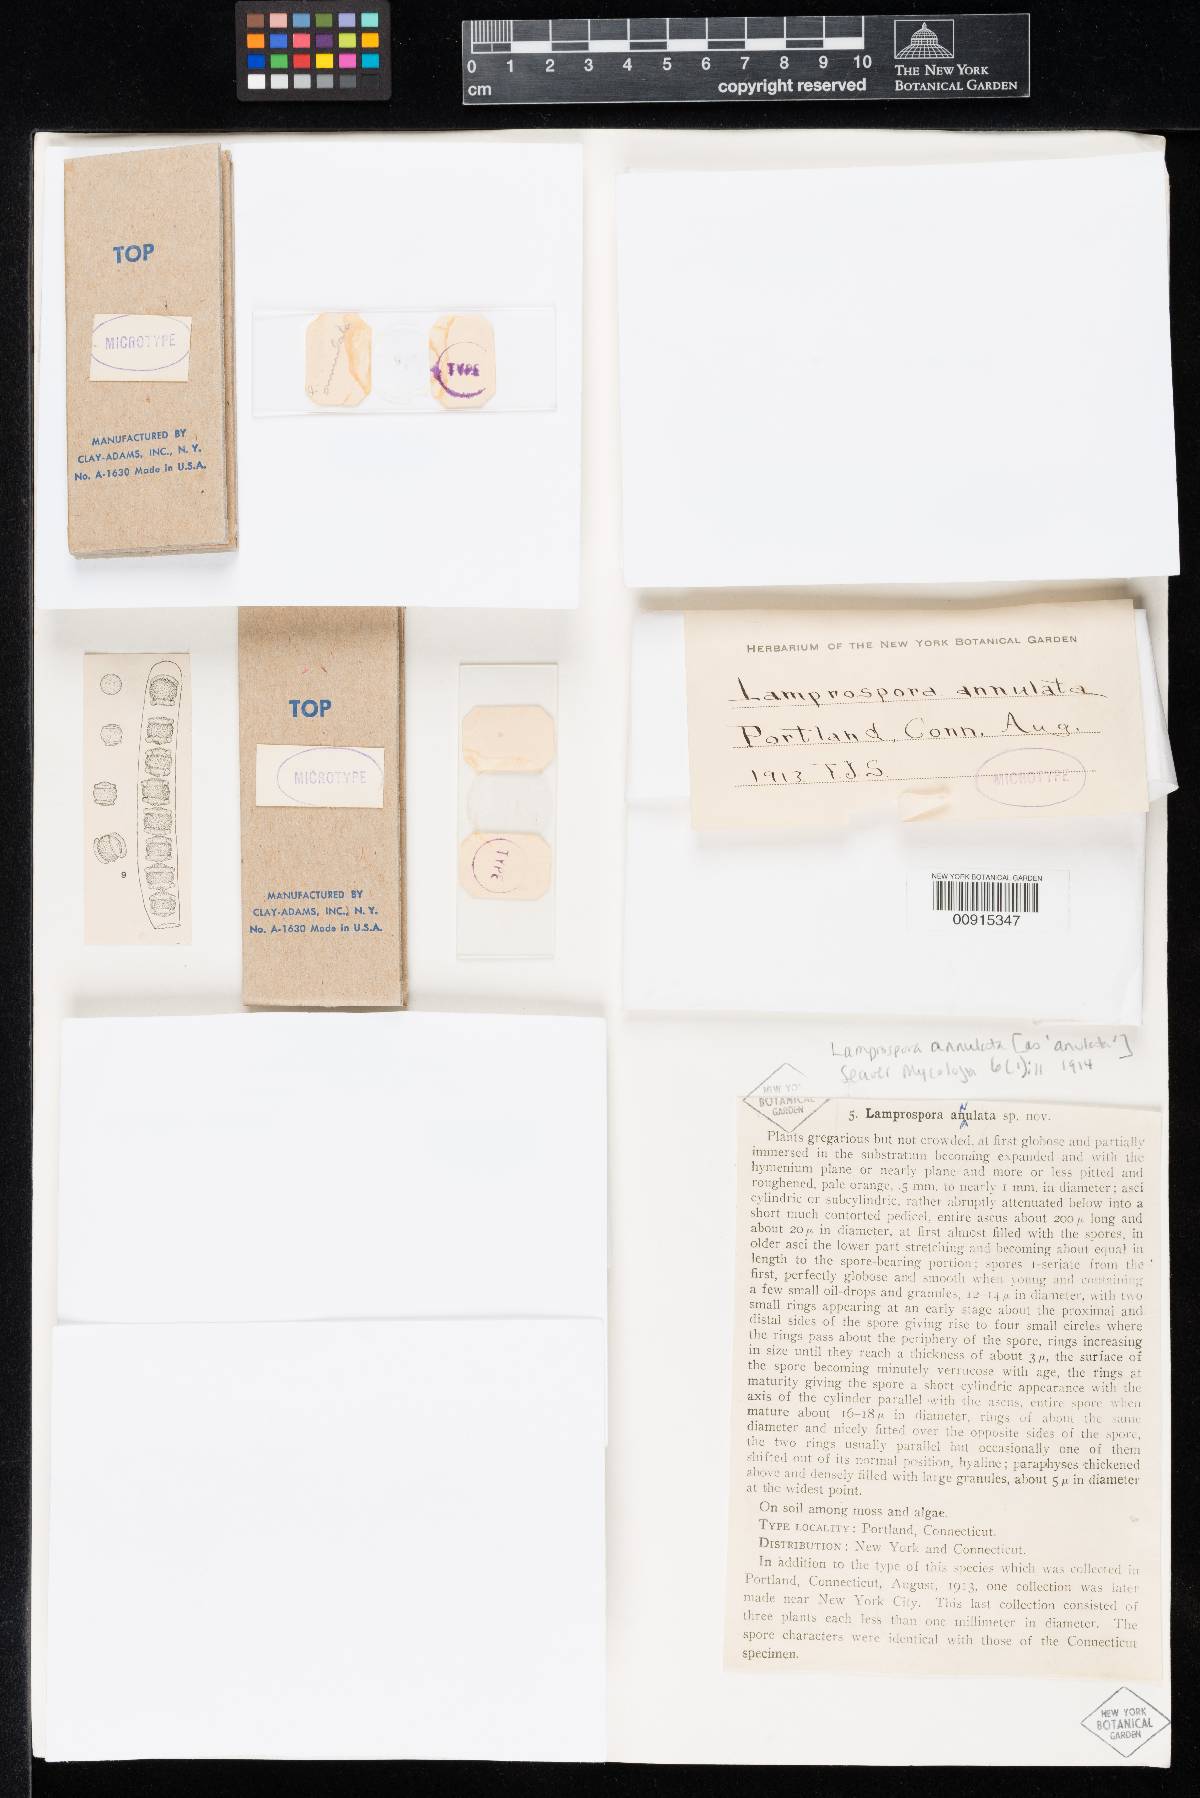 0 1 2 3 4 5 6 7 8 9 10
cm
copyright reserved
THE NEW YORK
BOTANICAL GARDEN
TOP
MICROTYPE
MANUFACTURED BY
CLAY-ADAMS, INC., N. Y.
No. A-1630 Made in U.S.A.
annulata
TYPE
TOP
MICROTYPE
MANUFACTURED BY
CLAY-ADAMS, INC., N. Y.
No. A-1630 Made in U.S.A.
TYPE
9
HERBARIUM OF THE NEW YORK BOTANICAL GARDEN
Lamprospora annulata
Portland, Conn. Aug.
1913 FJS.
MICROTYPE
NEW YORK BOTANICAL GARDEN
00915347
Lamprospora annulata [as 'anulata']
Seaver Mycologia 6(1):11 1914
NEW YO
BOTANICAL
GARDEN
5. Lamprospora anulata sp. nov.
N
Plants gregarious but not crowded, at first globose and partially
immersed in the substratum becoming expanded and with the
hymenium plane or nearly plane and more or less pitted and
roughened, pale orange, .5 mm. to nearly 1 mm. in diameter; asci
cylindric or subcylindric, rather abruptly attenuated below into a
short much contorted pedicel, entire ascus about 200 μ long and
about 20 μ in diameter, at first almost filled with the spores, in
older asci the lower part stretching and becoming about equal in
length to the spore-bearing portion; spores 1-seriate from the
first, perfectly globose and smooth when young and containing
a few small oil-drops and granules, 12–14 μ in diameter, with two
small rings appearing at an early stage about the proximal and
distal sides of the spore giving rise to four small circles where
the rings pass about the periphery of the spore, rings increasing
in size until they reach a thickness of about 3 μ, the surface of
the spore becoming minutely verrucose with age, the rings at
maturity giving the spore a short cylindric appearance with the
axis of the cylinder parallel with the ascus, entire spore when
mature about 16–18 μ in diameter, rings of about the same
diameter and nicely fitted over the opposite sides of the spore,
the two rings usually parallel but occasionally one of them
shifted out of its normal position, hyaline; paraphyses thickened
above and densely filled with large granules, about 5 μ in diameter
at the widest point.
On soil among moss and algae.
TYPE LOCALITY: Portland, Connecticut.
DISTRIBUTION: New York and Connecticut.
In addition to the type of this species which was collected in
Portland, Connecticut, August, 1913, one collection was later
made near New York City. This last collection consisted of
three plants each less than one millimeter in diameter. The
spore characters were identical with those of the Connecticut
specimen.
NEW YORK
BOTANICAL
GARDEN